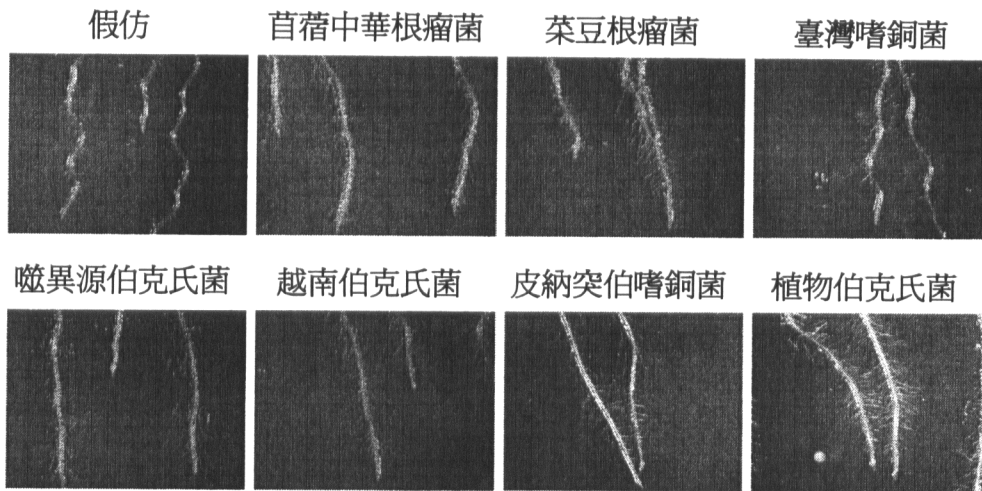 假仿
苜蓿中華根瘤菌
菜豆根瘤菌
臺灣嗜銅菌
噬異源伯克氏菌
越南伯克氏菌
皮納突伯嗜銅菌
植物伯克氏菌